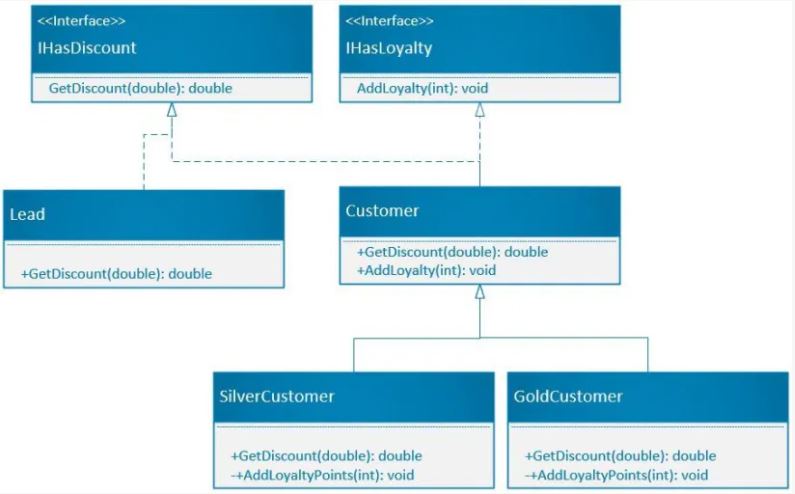 <<Interface>>
IHasDiscount
GetDiscount(double): double
<<Interface>>
IHasLoyalty
AddLoyalty(int): void
Lead
+GetDiscount(double): double
Customer
+GetDiscount(double): double
+AddLoyalty(int): void
SilverCustomer
+GetDiscount(double): double
-+AddLoyaltyPoints(int): void
GoldCustomer
+GetDiscount(double): double
-+AddLoyaltyPoints(int): void